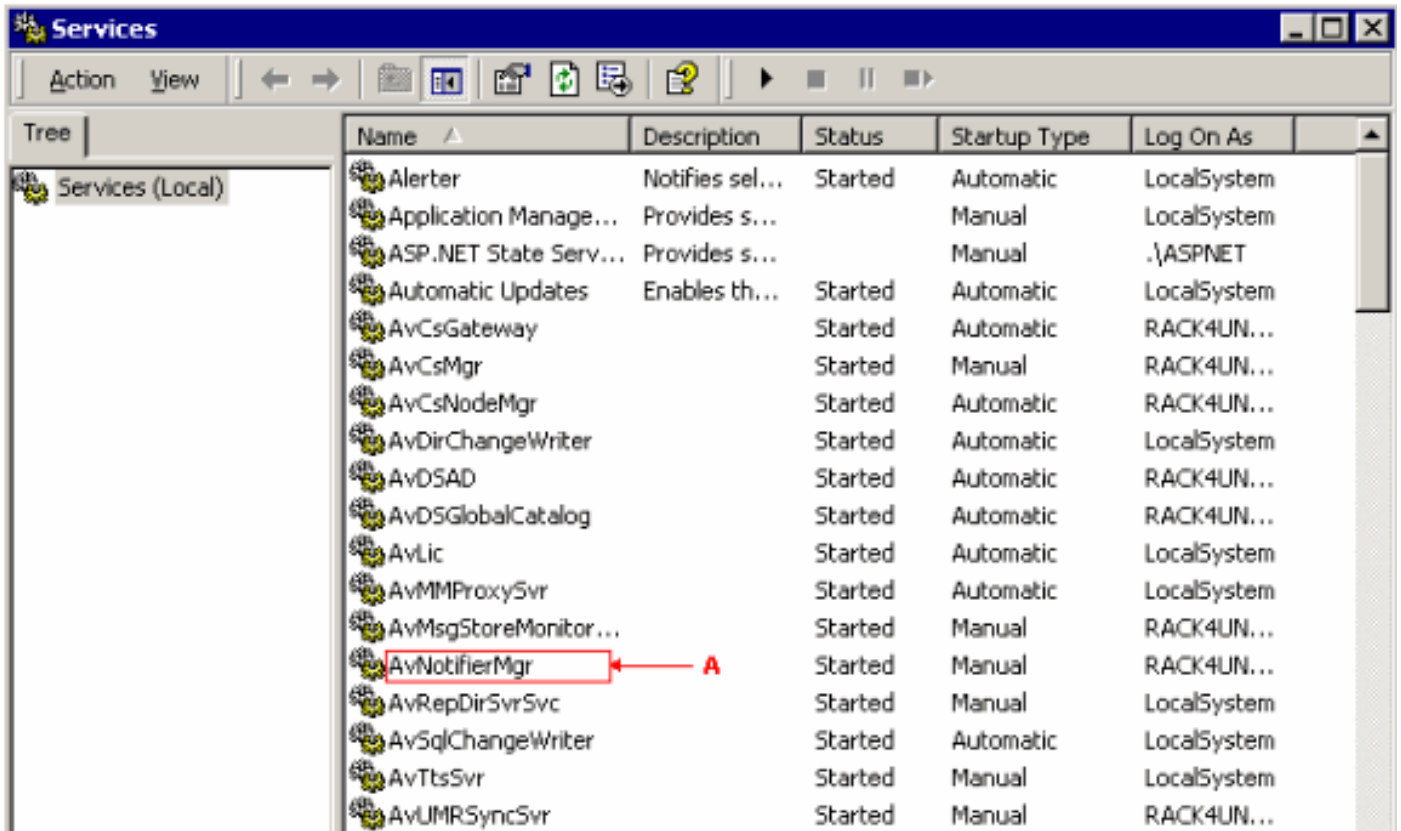 Services
Action View
Tree
Name Description Status Startup Type Log On As
Services (Local)
Alerter Notifies sel... Started Automatic LocalSystem
Application Manage... Provides s... Manual LocalSystem
ASP.NET State Serv... Provides s... Manual .\ASPNET
Automatic Updates Enables th... Started Automatic LocalSystem
AvCsGateway Started Automatic RACK4UN...
AvCsMgr Started Manual RACK4UN...
AvCsNodeMgr Started Automatic RACK4UN...
AvDirChangeWriter Started Automatic LocalSystem
AvDSAD Started Automatic RACK4UN...
AvDSGlobalCatalog Started Automatic RACK4UN...
AvLic Started Automatic LocalSystem
AvMMProxySvr Started Automatic LocalSystem
AvMsgStoreMonitor... Started Manual RACK4UN...
AvNotifierMgr A Started Manual RACK4UN...
AvRepDirSvrSvc Started Manual LocalSystem
AvSqlChangeWriter Started Automatic LocalSystem
AvTtsSvr Started Manual LocalSystem
AvUMRSyncSvr Started Manual RACK4UN...